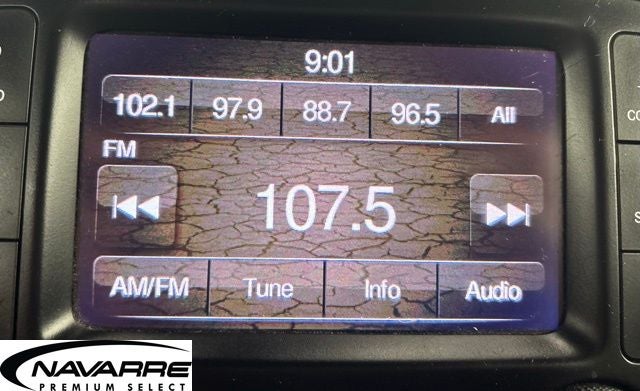 9:01
102.1 97.9 88.7 96.5 All
FM
107.5
AM/FM Tune Info Audio
NAVARRE
PREMIUM SELECT